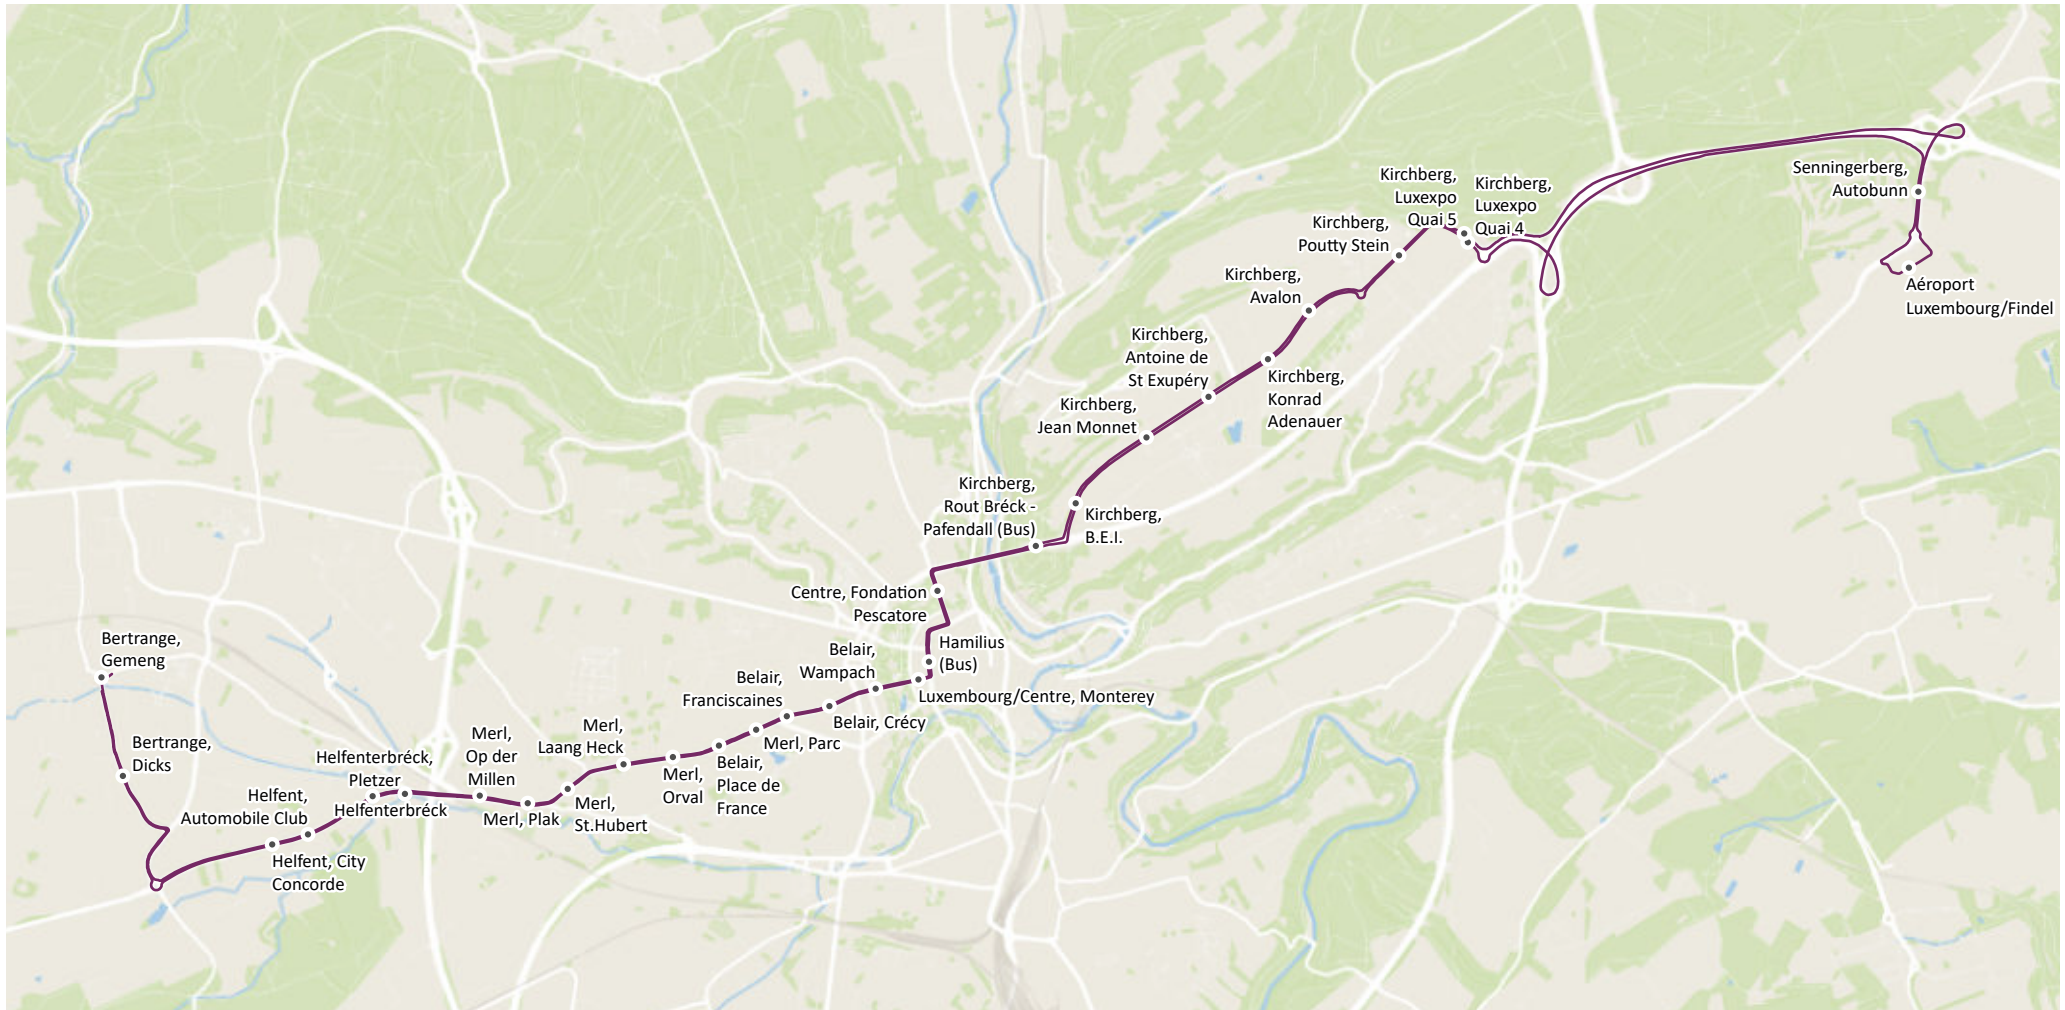 Kirchberg,
Luxexpo
Quai 5
Kirchberg,
Luxexpo
Quai 4
Senningerberg,
Autobunn
Aéroport
Luxembourg/Findel
Kirchberg,
Poutty Stein
Kirchberg,
Avalon
Kirchberg,
Antoine de
St Exupéry
Kirchberg,
Konrad
Adenauer
Kirchberg,
Jean Monnet
Kirchberg,
Rout Bréck -
Pafendall (Bus)
Kirchberg,
B.E.I.
Centre, Fondation
Pescatore
Hamilius
(Bus)
Belair,
Wampach
Luxembourg/Centre, Monterey
Belair,
Franciscaines
Belair, Crécy
Merl, Parc
Belair,
Place de
France
Merl,
Orval
Merl,
Laang Heck
Merl,
St.Hubert
Merl,
Op der
Millen
Merl, Plak
Helfenterbréck,
Pletzer
Helfenterbréck
Helfent,
Automobile Club
Helfent, City
Concorde
Bertrange,
Dicks
Bertrange,
Gemeng